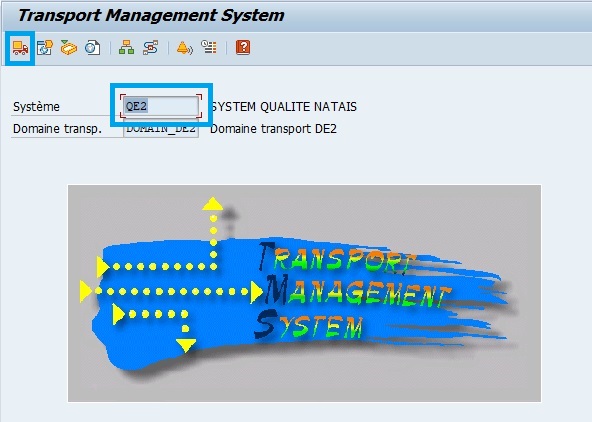 Transport Management System
Système QE2 SYSTEM QUALITE NATAIS
Domaine transp. DOMAIN_DE2 Domaine transport DE2
TRANSPORT
MANAGEMENT
SYSTEM